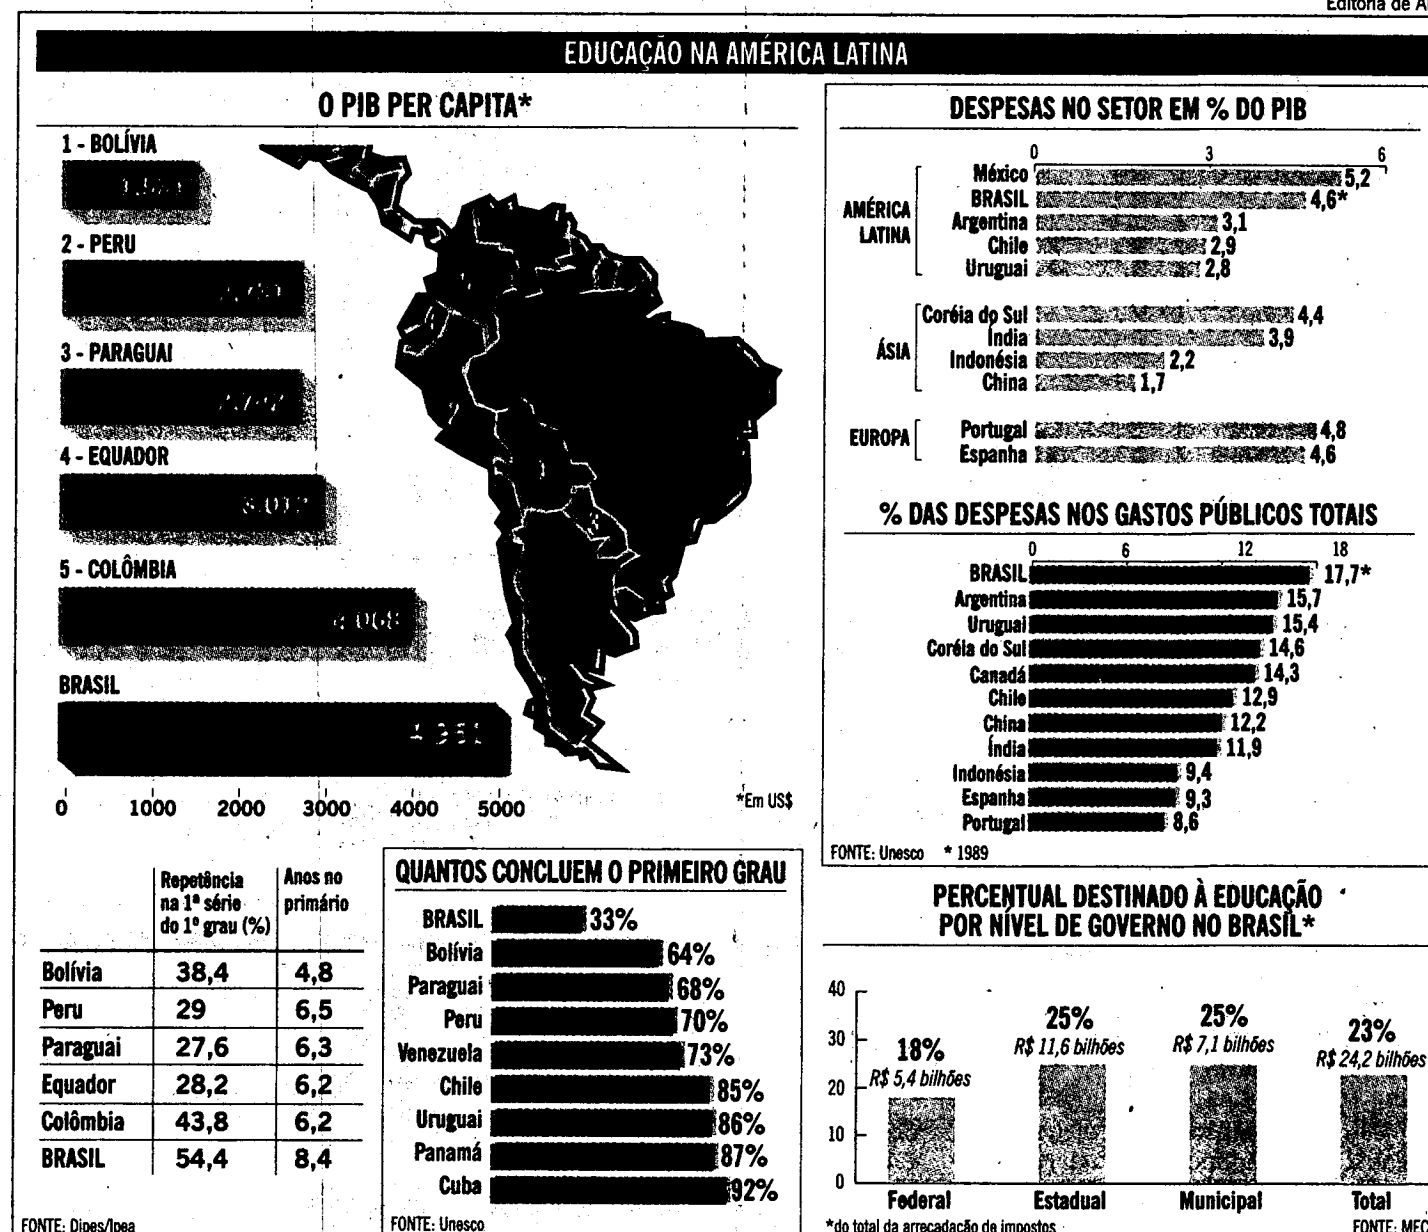 Editoria de
EDUCAÇÃO NA AMÉRICA LATINA
O PIB PER CAPITA*
1 - BOLÍVIA
2 - PERU
3 - PARAGUAI
4 - EQUADOR
5 - COLÔMBIA
4.068
BRASIL
0 1000 2000 3000 4000 5000
*Em US$
DESPESAS NO SETOR EM % DO PIB
0 3 6
AMÉRICA LATINA
México 5,2
BRASIL 4,6*
Argentina 3,1
Chile 2,9
Uruguai 2,8
ÁSIA
Coréia do Sul 4,4
Índia 3,9
Indonésia 2,2
China 1,7
EUROPA
Portugal 4,8
Espanha 4,6
% DAS DESPESAS NOS GASTOS PÚBLICOS TOTAIS
0 6 12 18
BRASIL 17,7*
Argentina 15,7
Uruguai 15,4
Coréia do Sul 14,6
Canadá 14,3
Chile 12,9
China 12,2
Índia 11,9
Indonésia 9,4
Espanha 9,3
Portugal 8,6
FONTE: Unesco * 1989
Repetência na 1ª série do 1º grau (%) Anos no primário
Bolívia 38,4 4,8
Peru 29 6,5
Paraguai 27,6 6,3
Equador 28,2 6,2
Colômbia 43,8 6,2
BRASIL 54,4 8,4
FONTE: Dipes/Ipea
QUANTOS CONCLUEM O PRIMEIRO GRAU
BRASIL 33%
Bolívia 64%
Paraguai 68%
Peru 70%
Venezuela 73%
Chile 85%
Uruguai 86%
Panamá 87%
Cuba 92%
FONTE: Unesco
PERCENTUAL DESTINADO À EDUCAÇÃO
POR NÍVEL DE GOVERNO NO BRASIL*
40
30
20
10
0
18%
R$ 5,4 bilhões
25%
R$ 11,6 bilhões
25%
R$ 7,1 bilhões
23%
R$ 24,2 bilhões
Federal Estadual Municipal Total
*do total da arrecadação de impostos
FONTE: MEC